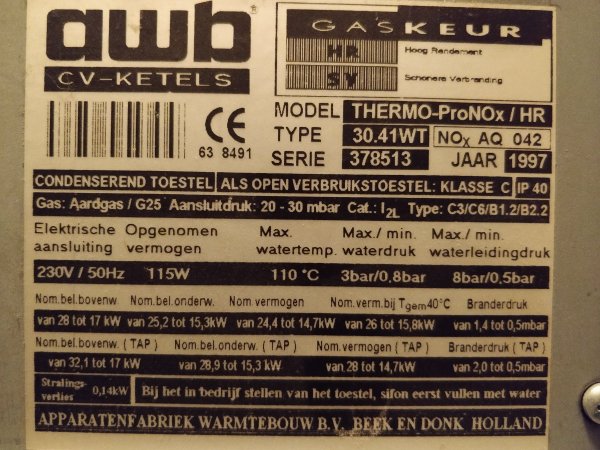 awb
CV-KETELS
GASKEUR
HR Hoog Rendement
SV Schonere Verbranding
CE
63 8491
MODEL THERMO-ProNOx / HR
TYPE 30.41WT NOx AQ 042
SERIE 378513 JAAR 1997
CONDENSEREND TOESTEL ALS OPEN VERBRUIKSTOESTEL: KLASSE C IP 40
Gas: Aardgas / G25 Aansluitdruk: 20 - 30 mbar Cat.: I2L Type: C3/C6/B1.2/B2.2
Elektrische Opgenomen Max. Max. / min. Max. / min.
aansluiting vermogen watertemp. waterdruk waterleidingdruk
230V / 50Hz 115W 110 °C 3bar/0,8bar 8bar/0,5bar
Nom.bel.bovenw. Nom.bel.onderw. Nom.vermogen Nom.verm.bij Tgem40°C Branderdruk
van 28 tot 17 kW van 25,2 tot 15,3kW van 24,4 tot 14,7kW van 26 tot 15,8kW van 1,4 tot 0,5mbar
Nom.bel.bovenw. ( TAP ) Nom.bel.onderw. ( TAP ) Nom.vermogen ( TAP ) Branderdruk ( TAP )
van 32,1 tot 17 kW van 28,9 tot 15,3 kW van 28 tot 14,7kW van 2,0 tot 0,5mbar
Stralings-
verlies 0,14kW Bij het in bedrijf stellen van het toestel, sifon eerst vullen met water
APPARATENFABRIEK WARMTEBOUW B.V. BEEK EN DONK HOLLAND